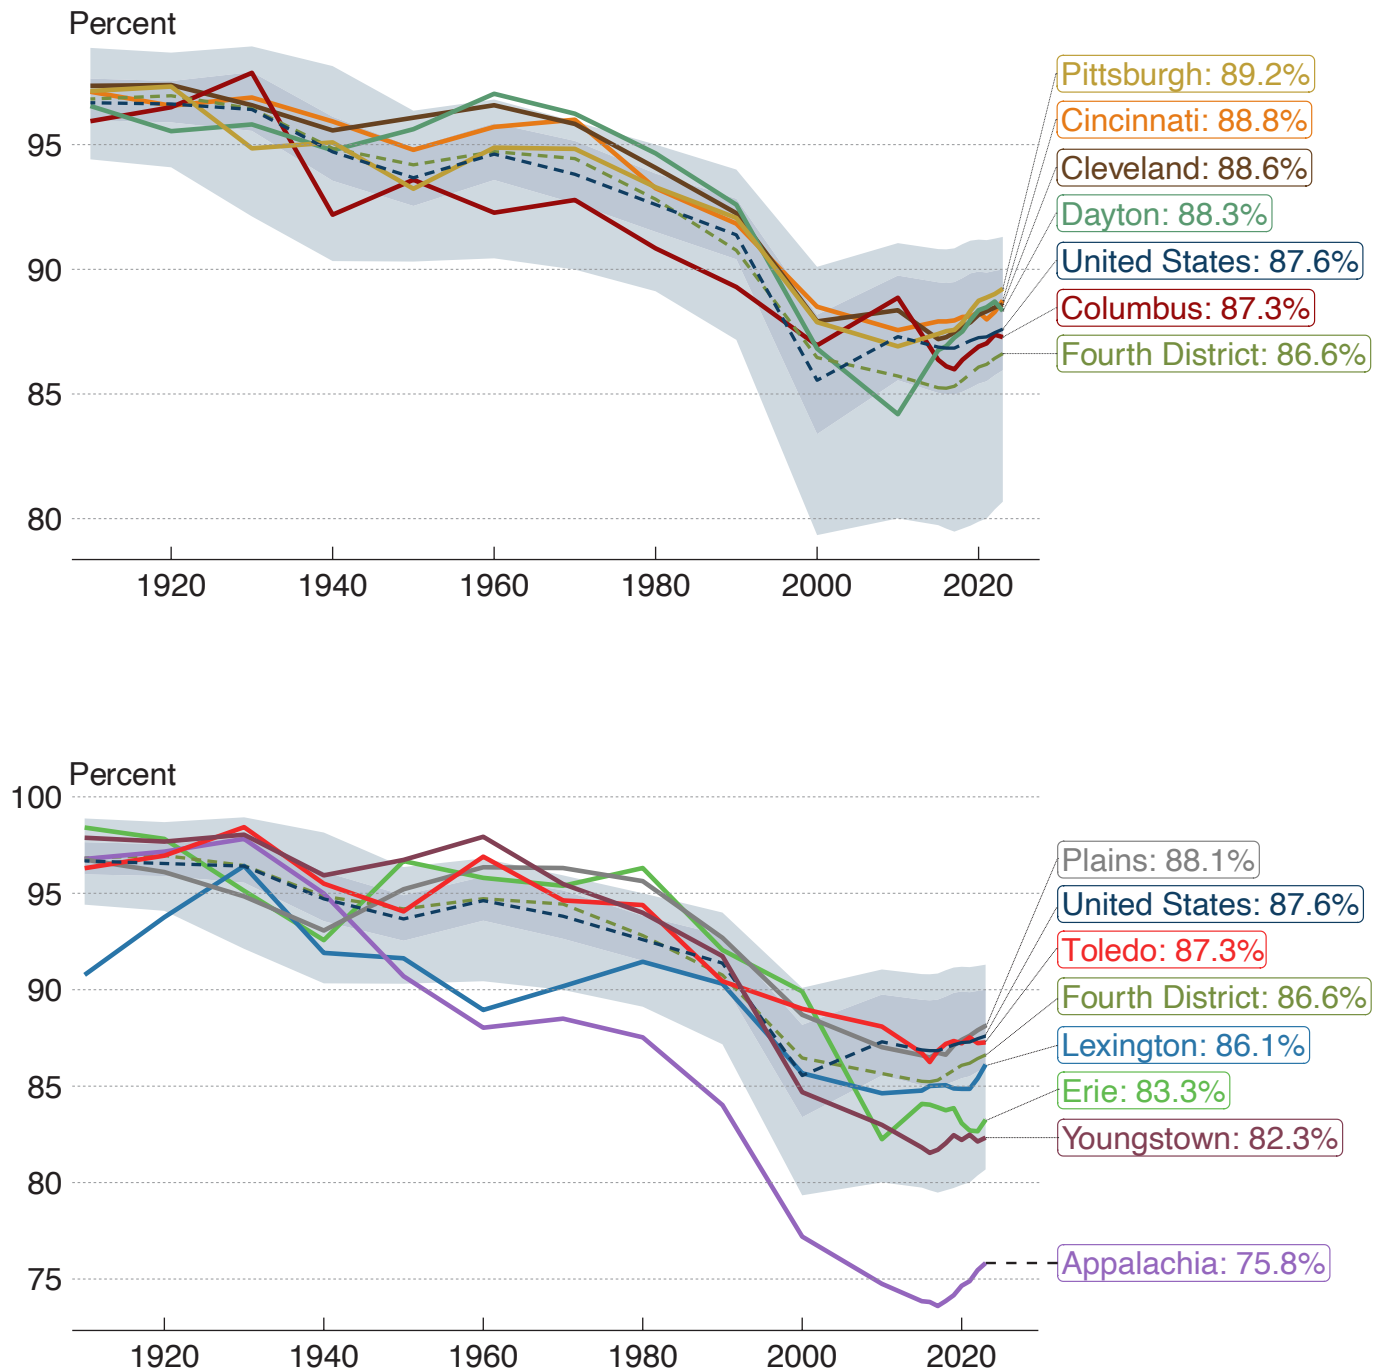 Percent
95
90
85
80
1920 1940 1960 1980 2000 2020
Pittsburgh: 89.2%
Cincinnati: 88.8%
Cleveland: 88.6%
Dayton: 88.3%
United States: 87.6%
Columbus: 87.3%
Fourth District: 86.6%
Percent
100
95
90
85
80
75
1920 1940 1960 1980 2000 2020
Plains: 88.1%
United States: 87.6%
Toledo: 87.3%
Fourth District: 86.6%
Lexington: 86.1%
Erie: 83.3%
Youngstown: 82.3%
Appalachia: 75.8%